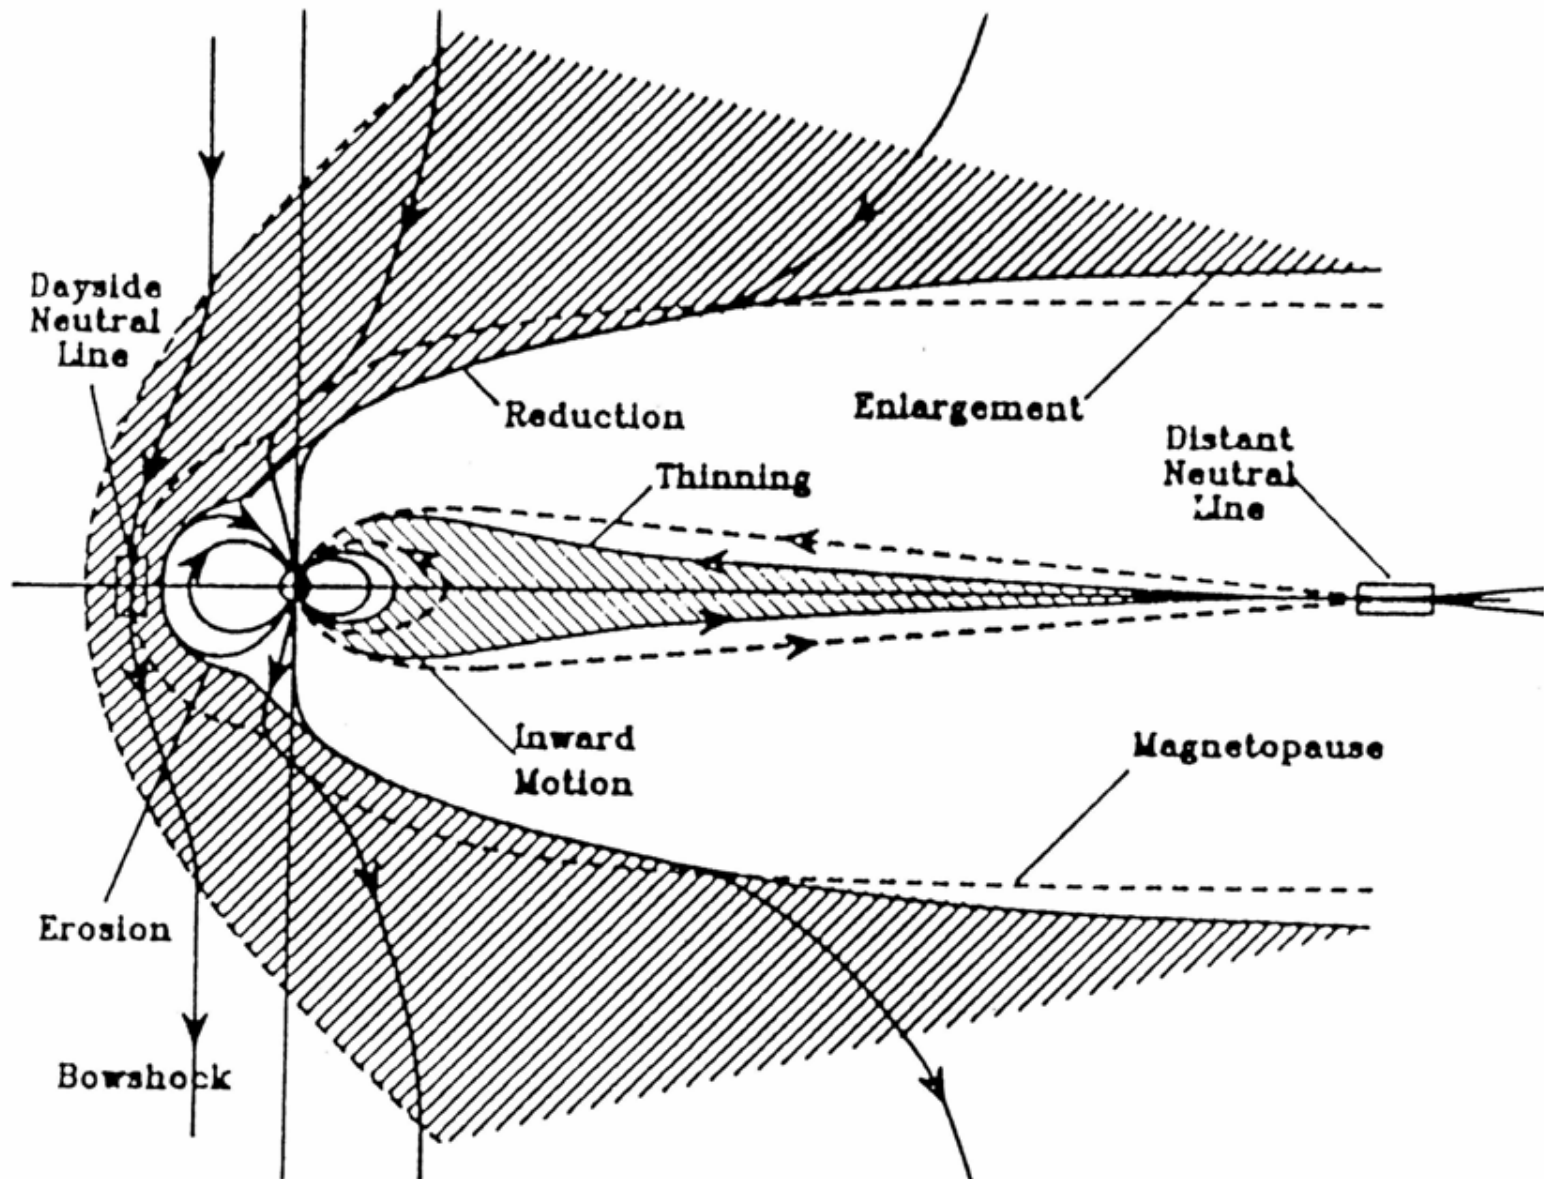 Dayside
Neutral
Line
Reduction
Enlargement
Thinning
Distant
Neutral
Line
Inward
Motion
Magnetopause
Erosion
Bowshock